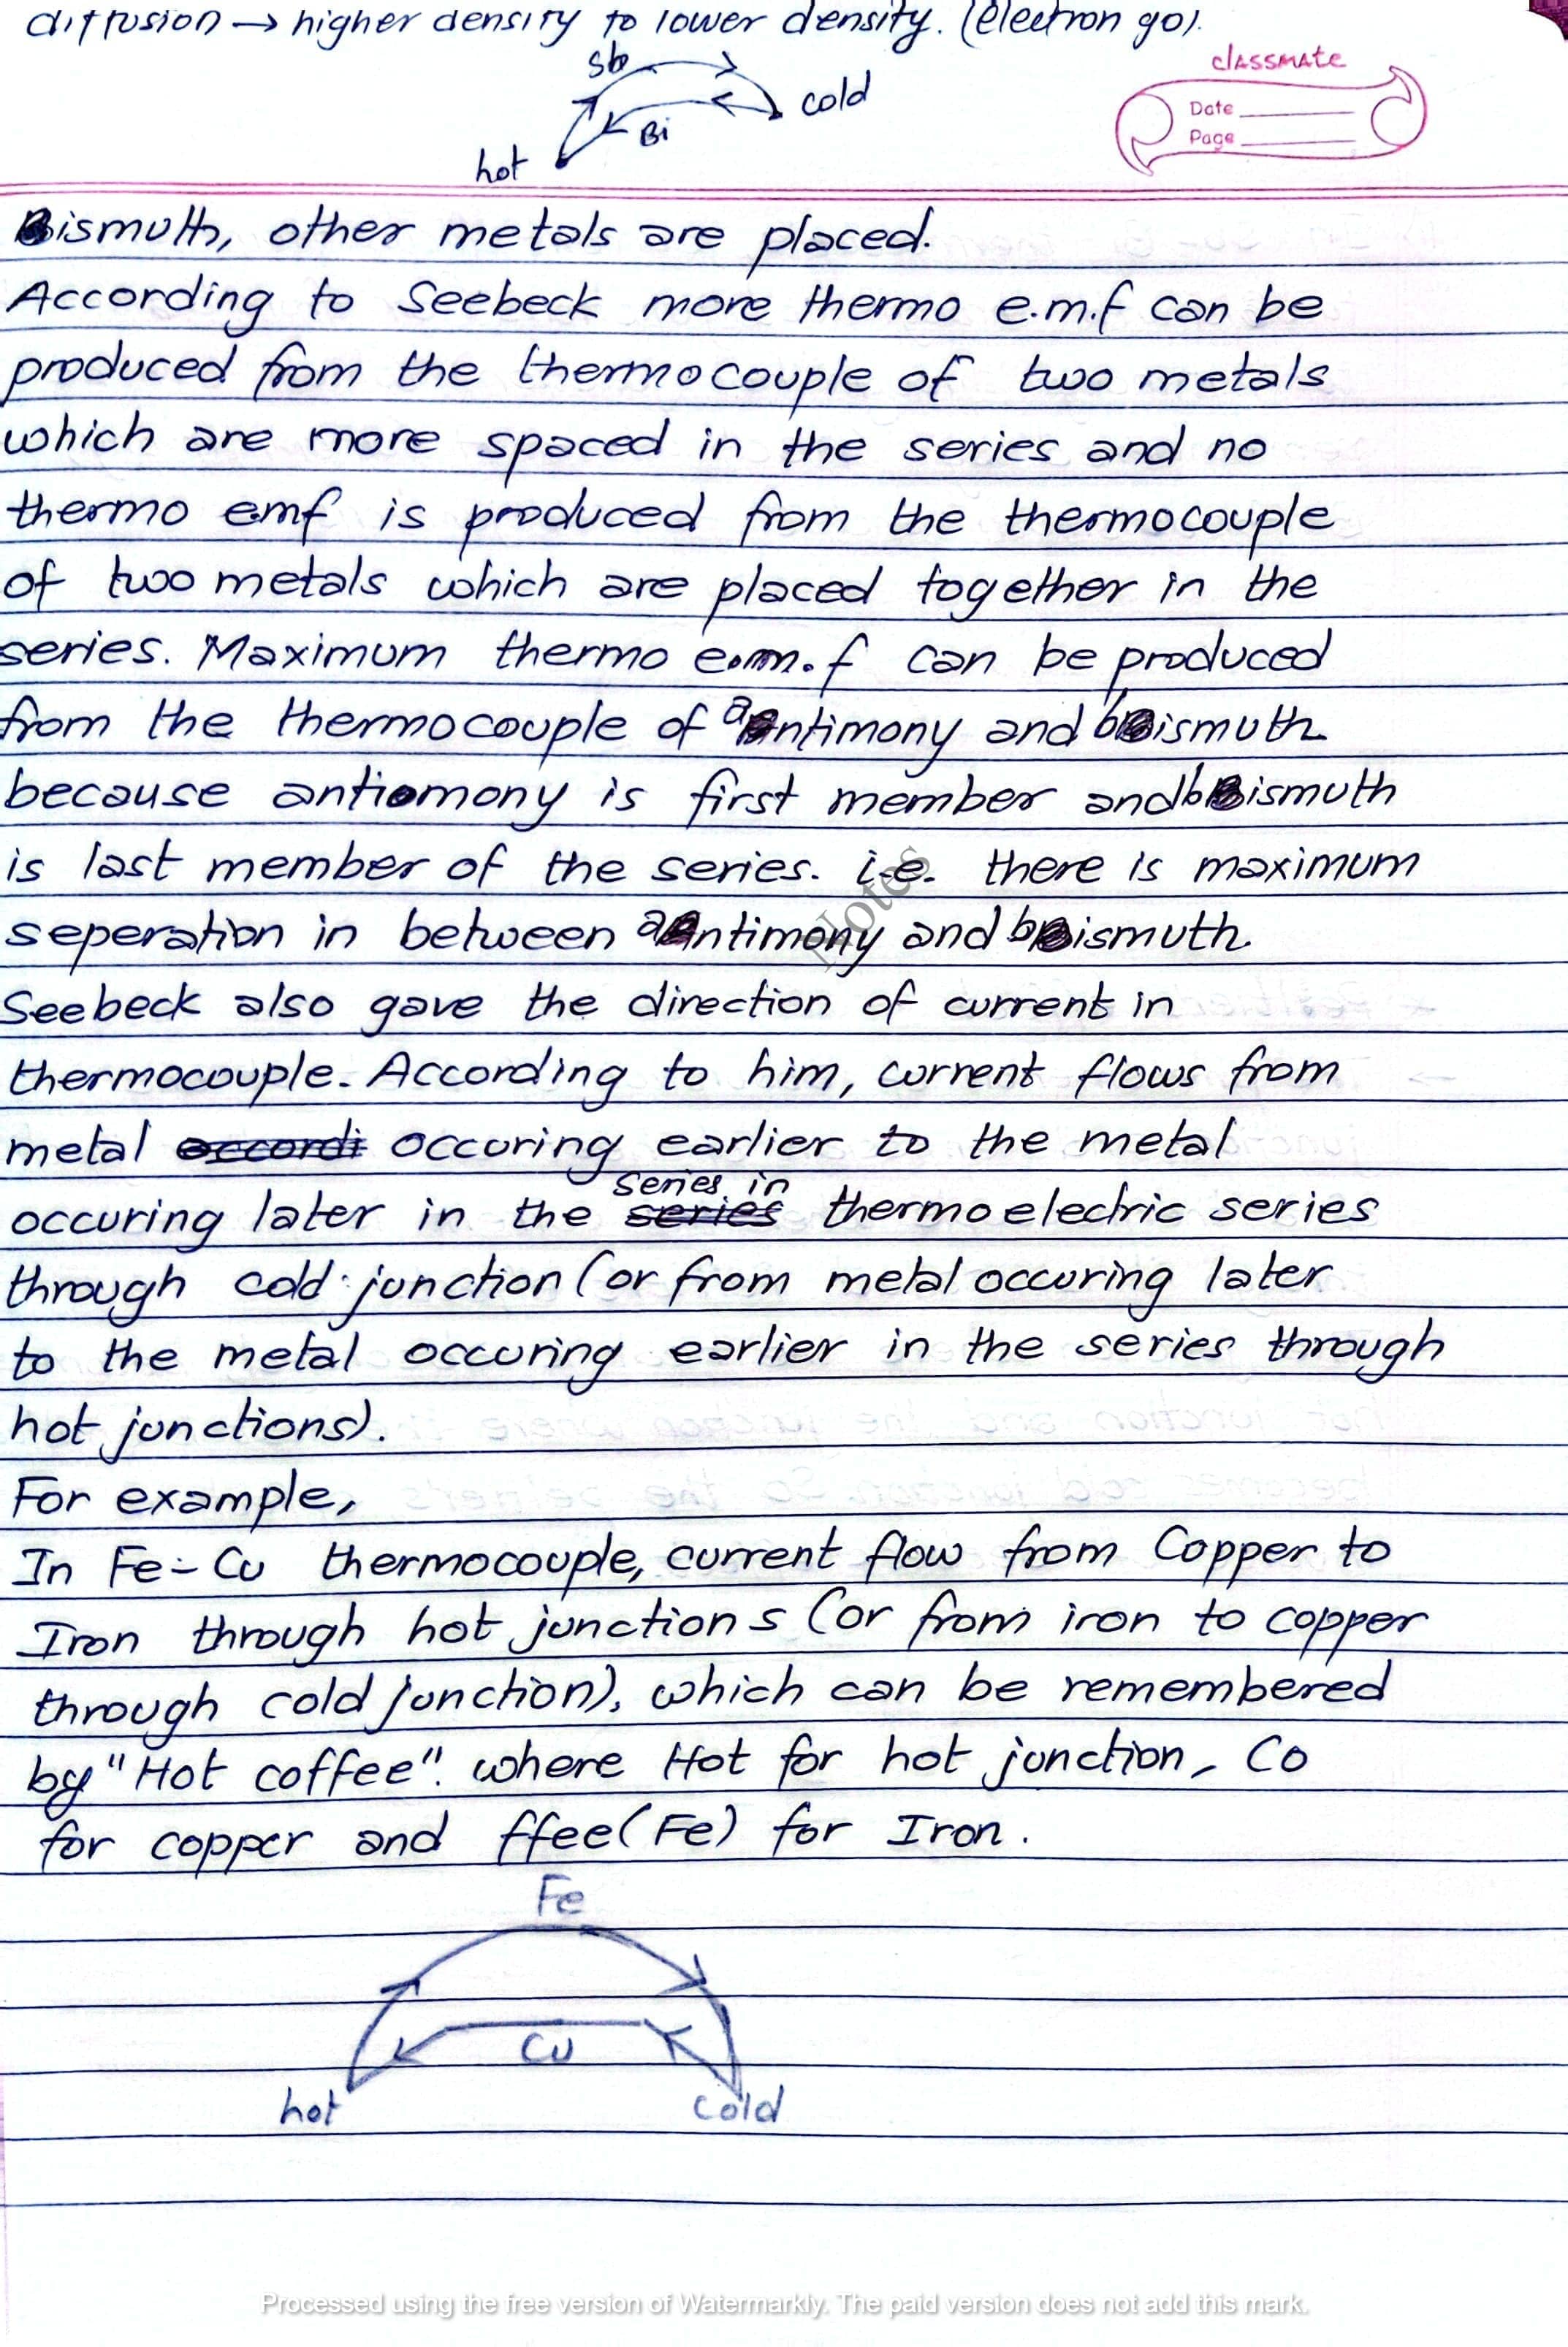 diffusion → higher density to lower density. (electron go).
Sb
cold
Bi
hot
classmate
Date
Page
Bismuth, other metals are placed.
According to Seebeck more thermo e.m.f can be
produced from the thermocouple of two metals
which are more spaced in the series and no
thermo emf is produced from the thermocouple
of two metals which are placed together in the
series. Maximum thermo e.m.f can be produced
from the thermocouple of antimony and bismuth
because antiomony is first member and bismuth
is last member of the series. i.e. there is maximum
seperation in between antimony and bismuth.
Seebeck also gave the direction of current in
thermocouple. According to him, current flows from
metal accordi occuring earlier to the metal
series in
occuring later in the series thermoelectric series
through cold junction (or from metal occuring later
to the metal occuring earlier in the series through
hot junctions).
For example,
In Fe-Cu thermocouple, current flow from Copper to
Iron through hot junctions (or from iron to copper
through cold junction), which can be remembered
by "Hot coffee". where Hot for hot junction, Co
for copper and ffee(Fe) for Iron.
Fe
Cu
hot
cold
Notes
Processed using the free version of Watermarkly. The paid version does not add this mark.